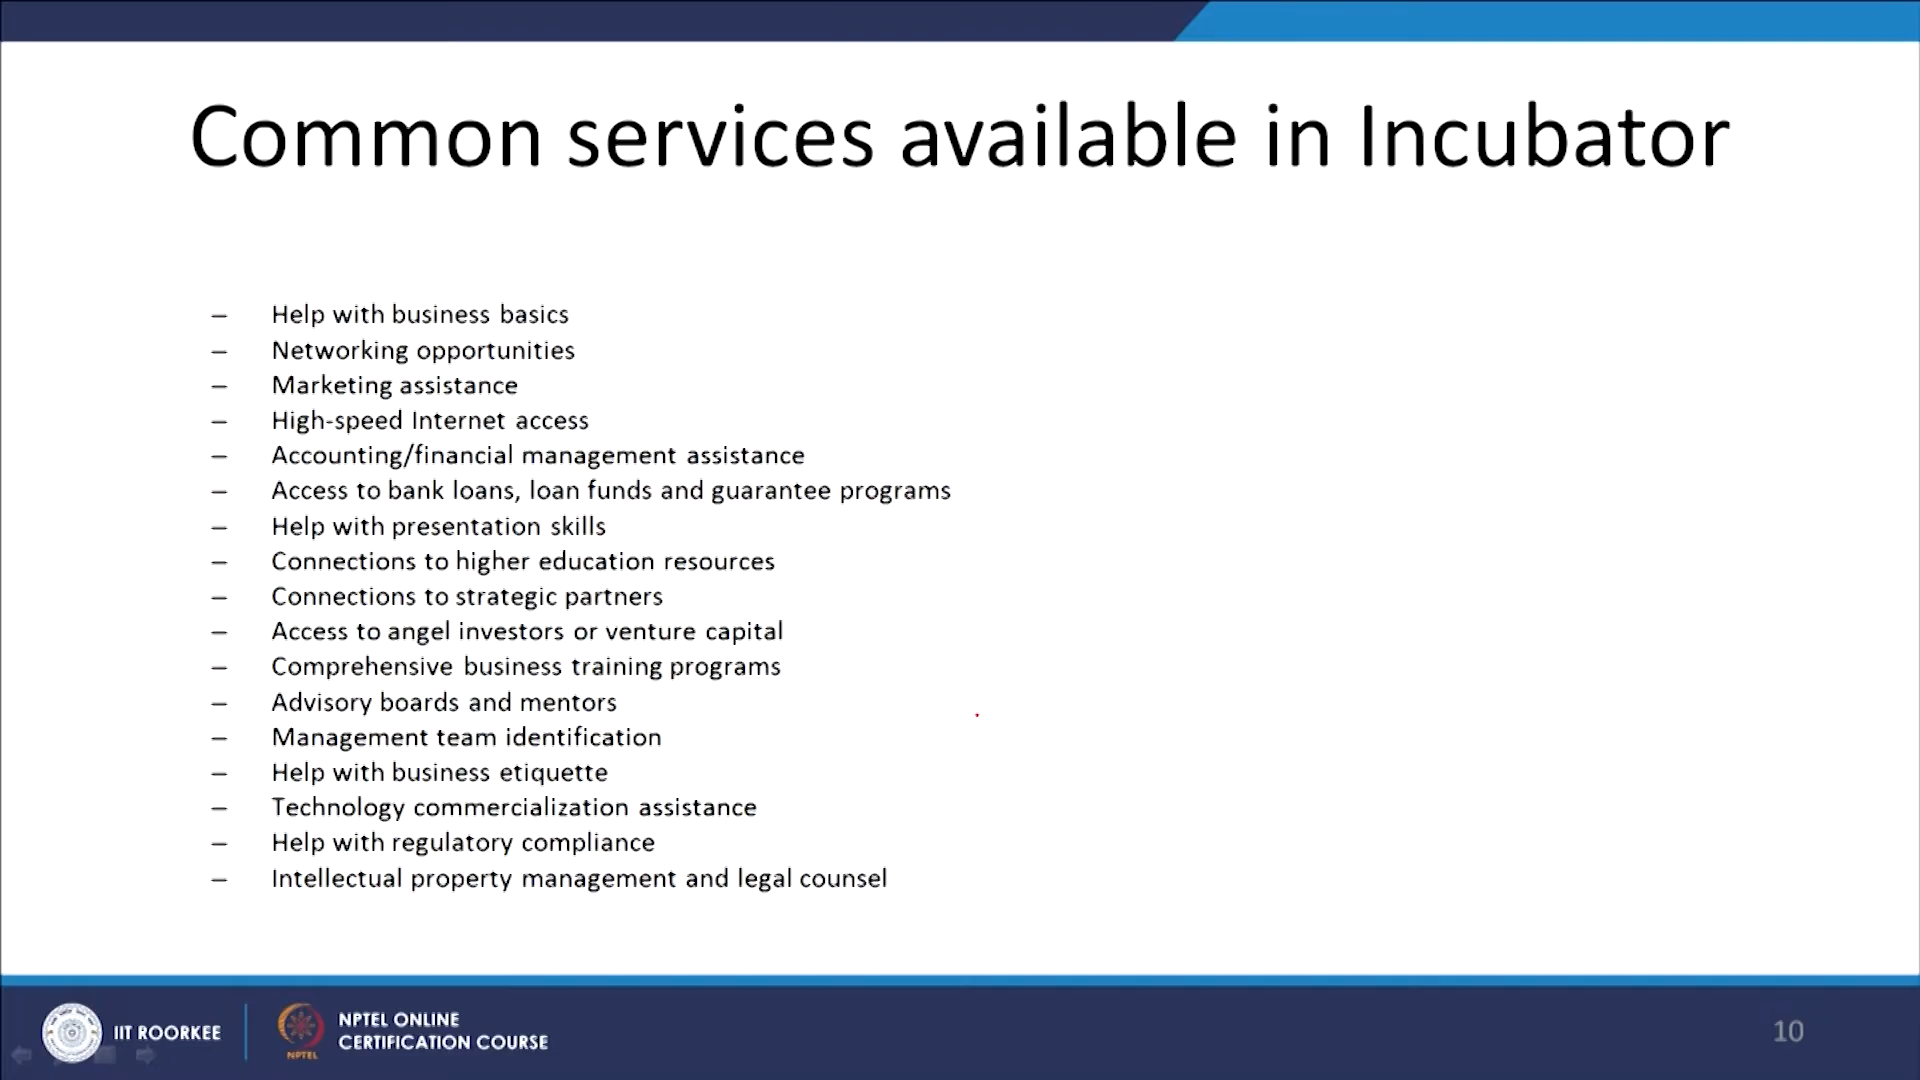 Common services available in Incubator
– Help with business basics
– Networking opportunities
– Marketing assistance
– High-speed Internet access
– Accounting/financial management assistance
– Access to bank loans, loan funds and guarantee programs
– Help with presentation skills
– Connections to higher education resources
– Connections to strategic partners
– Access to angel investors or venture capital
– Comprehensive business training programs
– Advisory boards and mentors
– Management team identification
– Help with business etiquette
– Technology commercialization assistance
– Help with regulatory compliance
– Intellectual property management and legal counsel
IIT ROORKEE
NPTEL
NPTEL ONLINE
CERTIFICATION COURSE
10